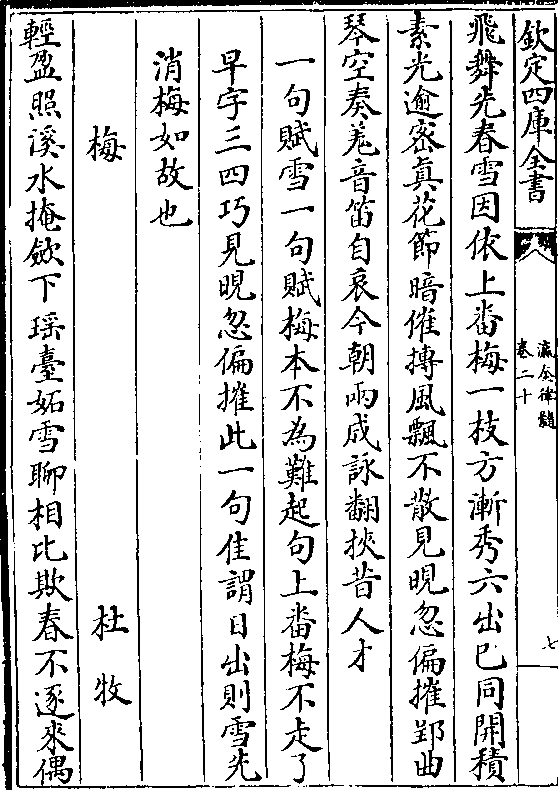 欽定四庫全書
瀛奎律髓
卷二十
七
飛舞先春雪因依上番梅一枝方漸秀六出已同開積
素光逾密真花節暗催摶風飄不散見晛忽偏摧郢曲
琴空奏羌音笛自哀今朝兩成詠翻挾昔人才
一句賦雪一句賦梅本不為難起句上番梅不走了
早字三四巧見晛忽偏摧此一句佳謂日出則雪先
消梅如故也
梅 杜牧
輕盈照溪水掩斂下瑶臺妬雪聊相比欺春不逐來偶